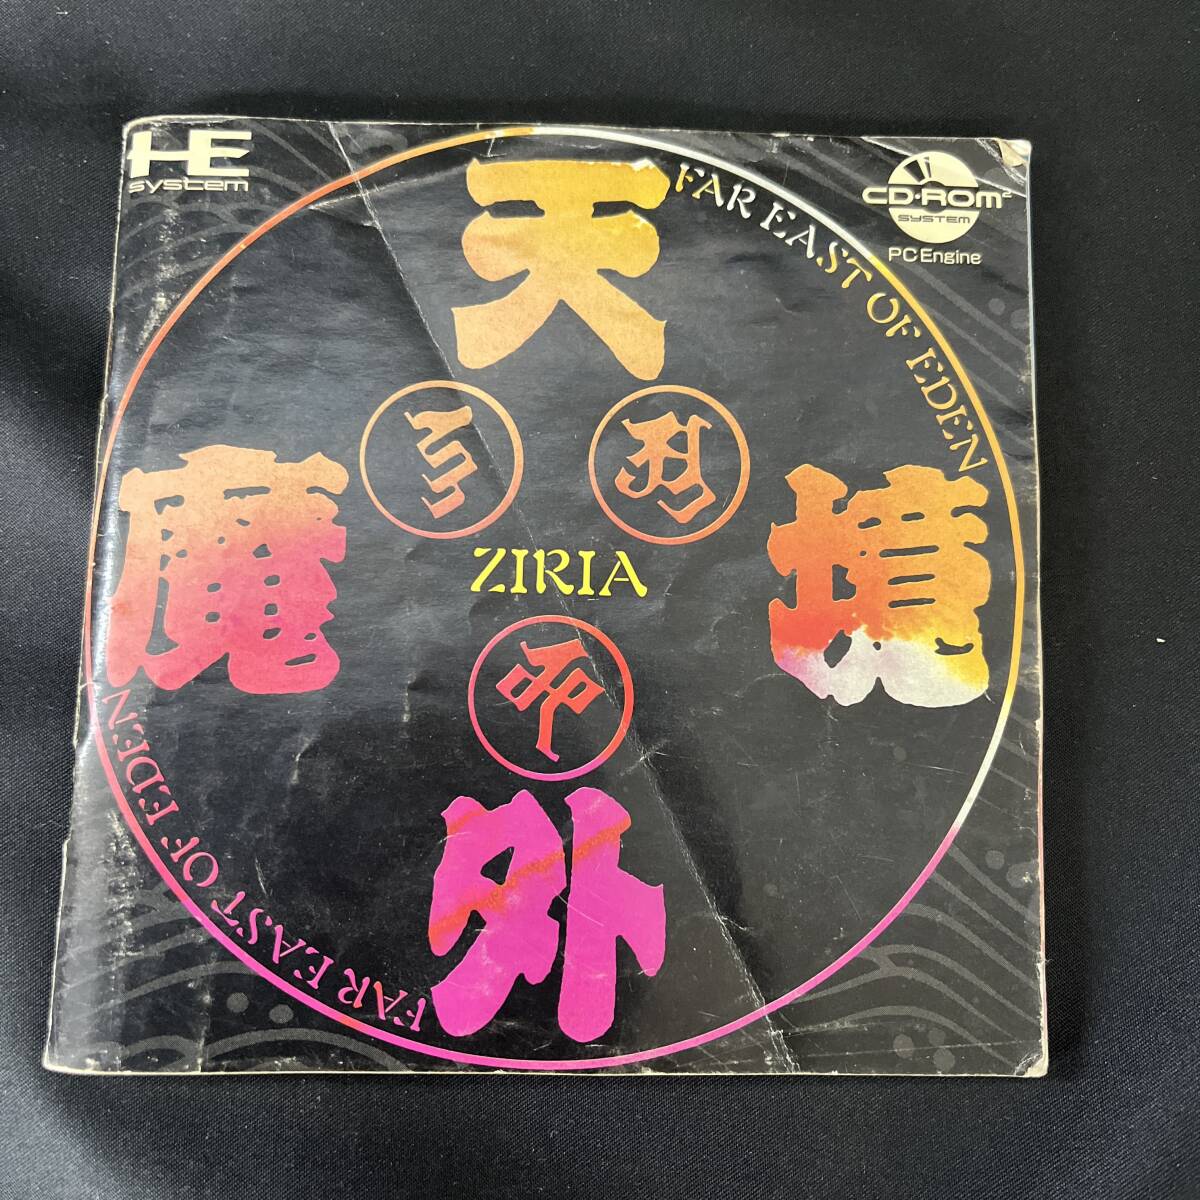 HE
system
CD-ROM²
SYSTEM
PC Engine
天
外
魔
境
FAR EAST OF EDEN
ZIRIA
FAR EAST OF EDEN